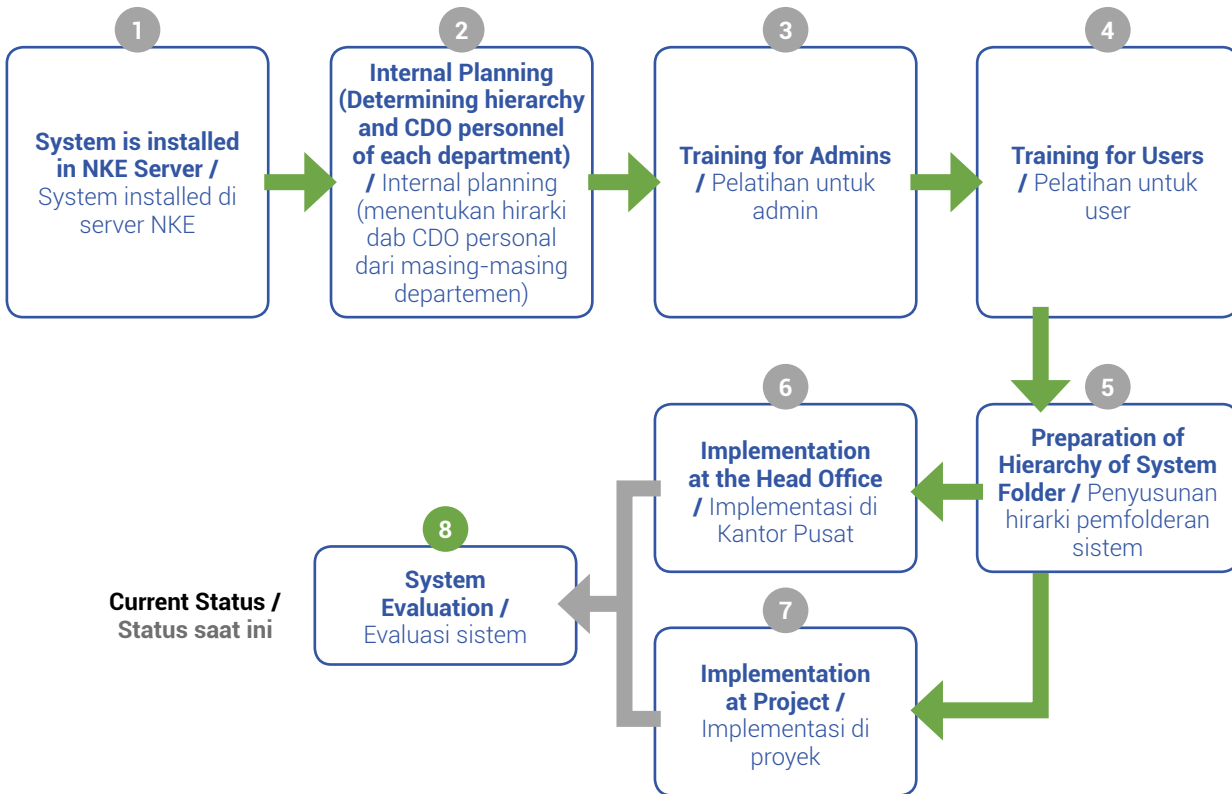 1
System is installed
in NKE Server /
System installed di
server NKE
2
Internal Planning
(Determining hierarchy
and CDO personnel
of each department)
/ Internal planning
(menentukan hirarki
dab CDO personal
dari masing-masing
departemen)
3
Training for Admins
/ Pelatihan untuk
admin
4
Training for Users
/ Pelatihan untuk
user
5
Preparation of
Hierarchy of System
Folder / Penyusunan
hirarki pemfolderan
sistem
6
Implementation
at the Head Office
/ Implementasi di
Kantor Pusat
7
Implementation
at Project /
Implementasi di
proyek
8
System
Evaluation /
Evaluasi sistem
Current Status /
Status saat ini